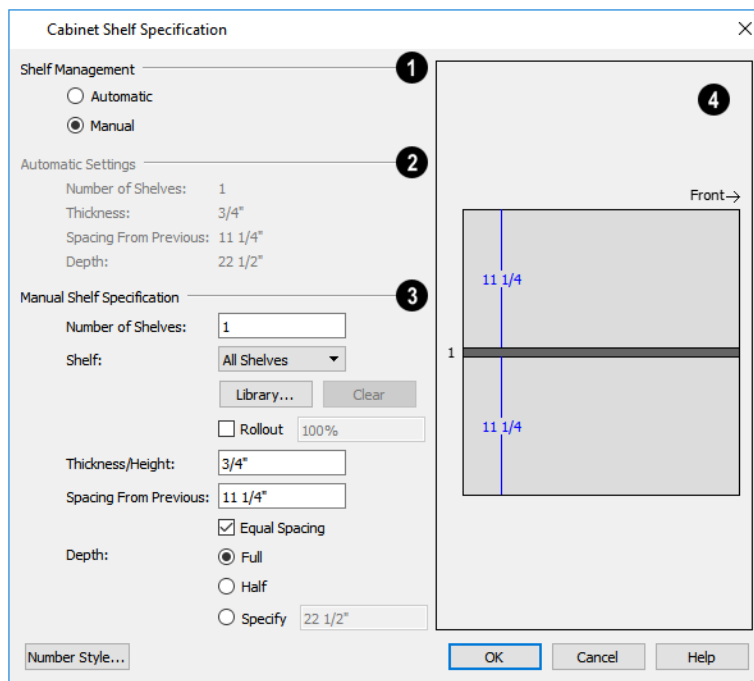 Cabinet Shelf Specification
Shelf Management 1
Automatic
Manual
Automatic Settings 2
Number of Shelves: 1
Thickness: 3/4"
Spacing From Previous: 11 1/4"
Depth: 22 1/2"
Manual Shelf Specification 3
Number of Shelves: 1
Shelf: All Shelves
Library... Clear
Rollout 100%
Thickness/Height: 3/4"
Spacing From Previous: 11 1/4"
Equal Spacing
Depth: Full
Half
Specify 22 1/2"
4
Front→
11 1/4
1
11 1/4
Number Style... OK Cancel Help